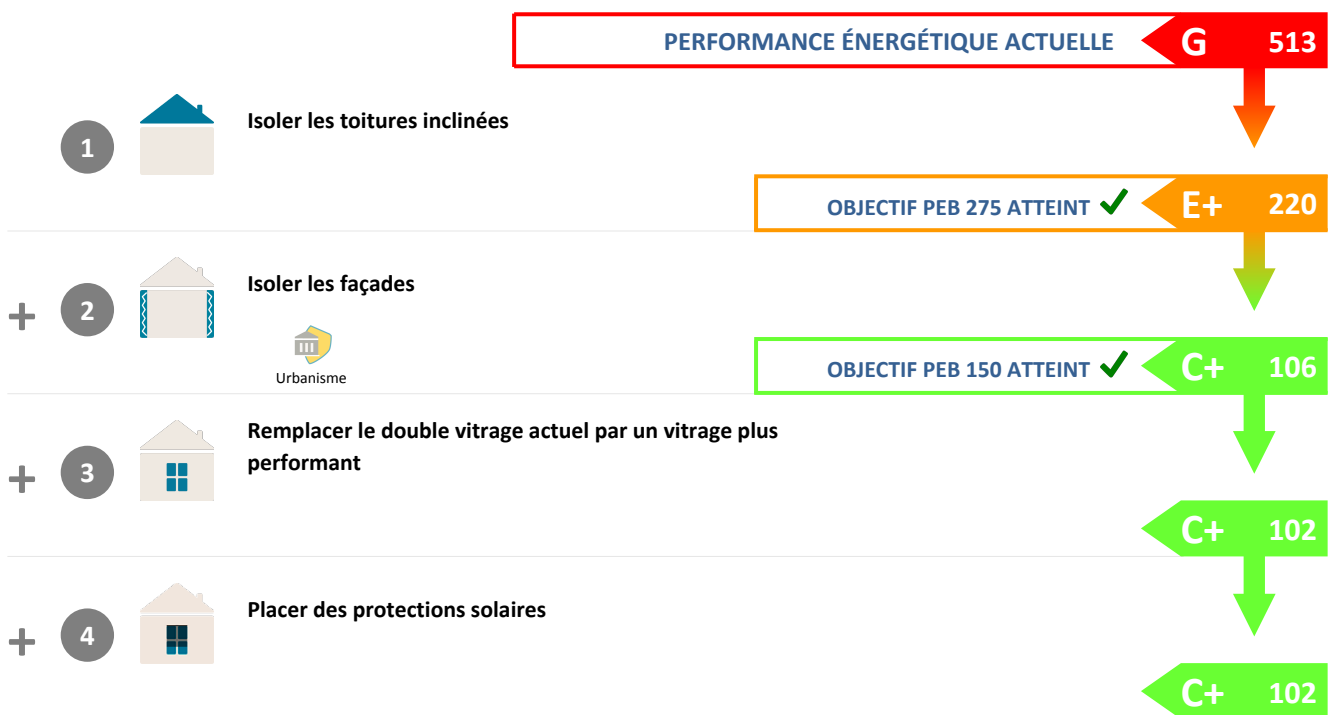 PERFORMANCE ÉNERGÉTIQUE ACTUELLE G 513
1 Isoler les toitures inclinées
OBJECTIF PEB 275 ATTEINT ✔ E+ 220
+ 2 Isoler les façades
Urbanisme
OBJECTIF PEB 150 ATTEINT ✔ C+ 106
+ 3 Remplacer le double vitrage actuel par un vitrage plus
performant
C+ 102
+ 4 Placer des protections solaires
C+ 102